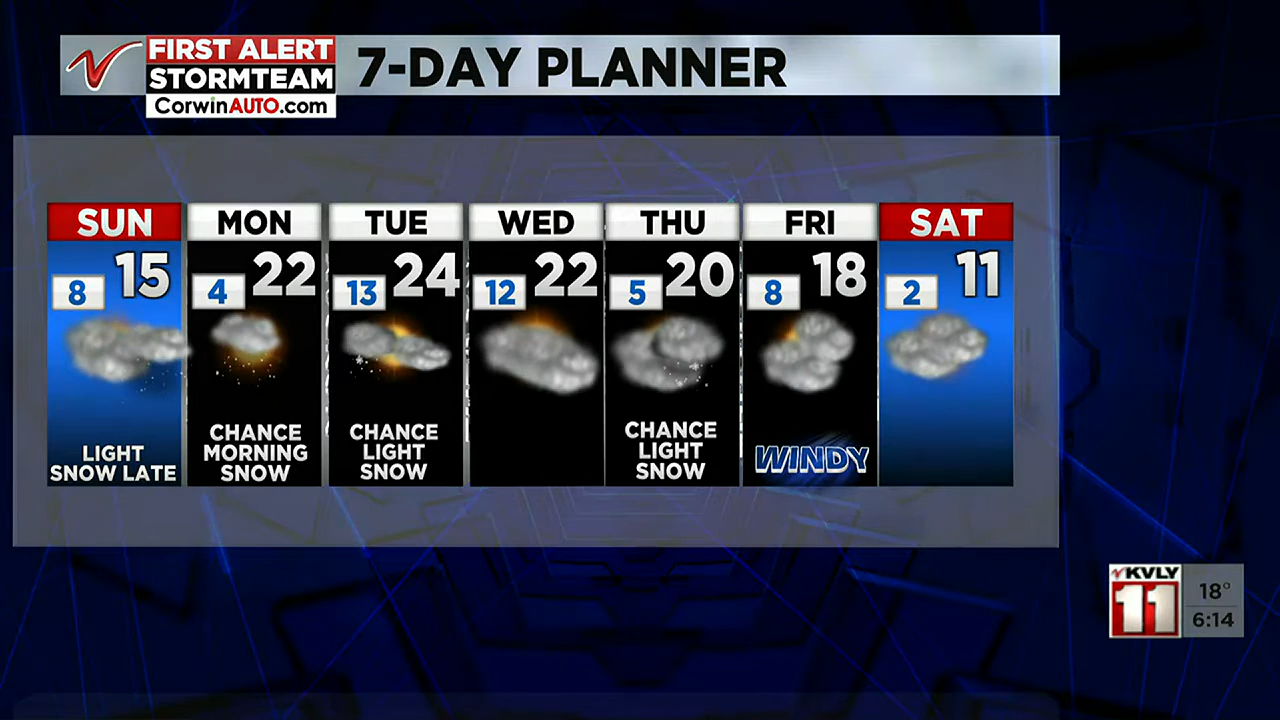 FIRST ALERT
STORMTEAM
CorwinAUTO.com
7-DAY PLANNER
SUN MON TUE WED THU FRI SAT
15 22 24 22 20 18 11
8 4 13 12 5 8 2
LIGHT
SNOW LATE
CHANCE
MORNING
SNOW
CHANCE
LIGHT
SNOW
CHANCE
LIGHT
SNOW
WINDY
KVLY
11
18°
6:14